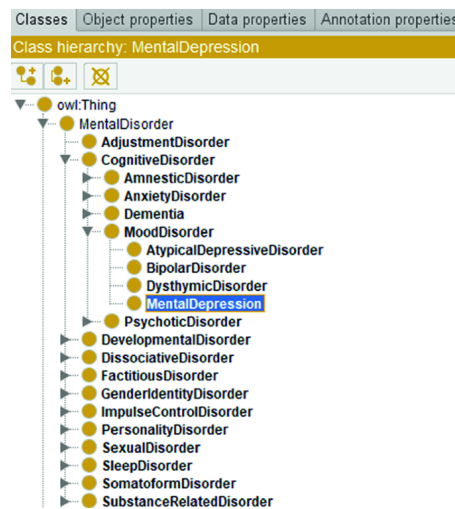 Classes Object properties Data properties Annotation properties
Class hierarchy: MentalDepression
owl:Thing
MentalDisorder
AdjustmentDisorder
CognitiveDisorder
AmnesticDisorder
AnxietyDisorder
Dementia
MoodDisorder
AtypicalDepressiveDisorder
BipolarDisorder
DysthymicDisorder
MentalDepression
PsychoticDisorder
DevelopmentalDisorder
DissociativeDisorder
FactitiousDisorder
GenderIdentityDisorder
ImpulseControlDisorder
PersonalityDisorder
SexualDisorder
SleepDisorder
SomatoformDisorder
SubstanceRelatedDisorder